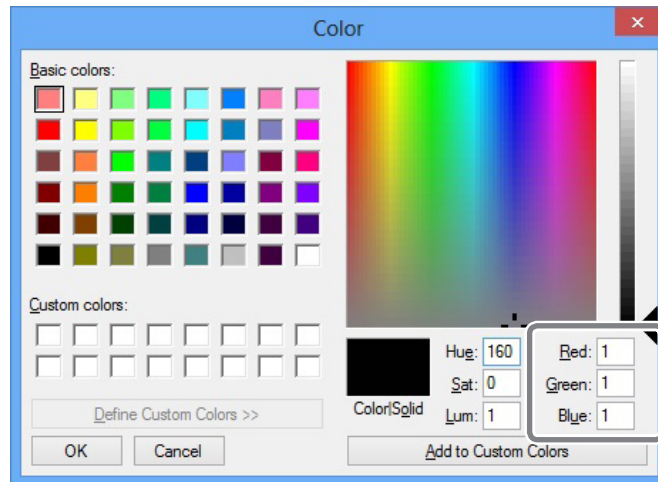 Color
Basic colors:
Custom colors:
Define Custom Colors >>
OK Cancel
Color|Solid
Hue: 160
Sat: 0
Lum: 1
Red: 1
Green: 1
Blue: 1
Add to Custom Colors